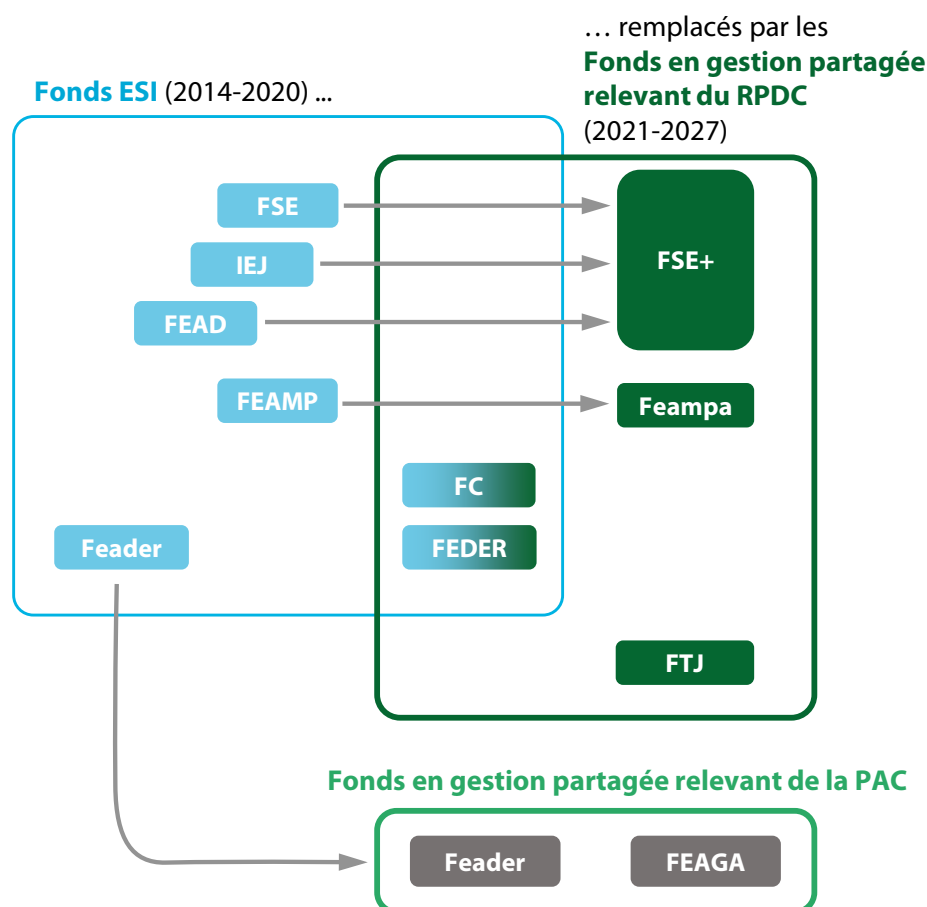 … remplacés par les
Fonds en gestion partagée
relevant du RPDC
(2021-2027)
Fonds ESI (2014-2020) ...
FSE
IEJ
FSE+
FEAD
FEAMP
Feampa
FC
Feader
FEDER
FTJ
Fonds en gestion partagée relevant de la PAC
Feader
FEAGA